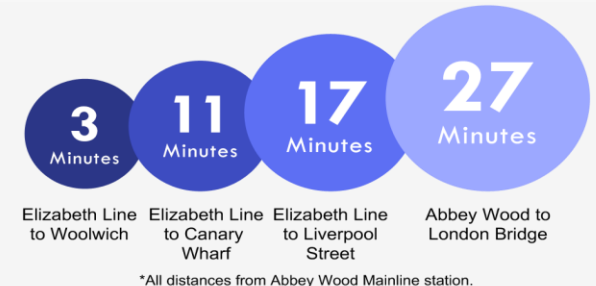 3
Minutes
11
Minutes
17
Minutes
27
Minutes
Elizabeth Line
to Woolwich
Elizabeth Line
to Canary
Wharf
Elizabeth Line
to Liverpool
Street
Abbey Wood to
London Bridge
*All distances from Abbey Wood Mainline station.